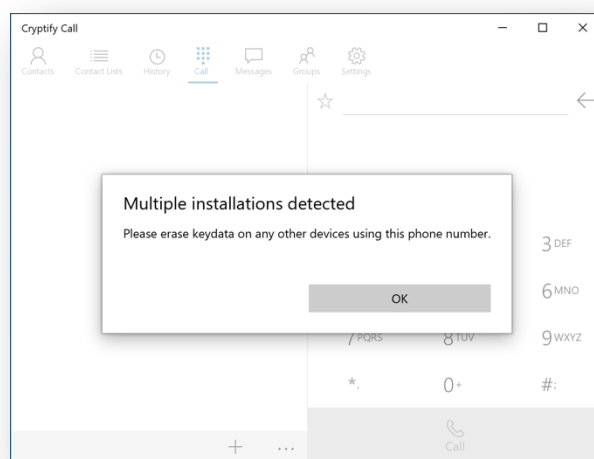 Cryptify Call
Contacts Contact Lists History Call Messages Groups Settings
Multiple installations detected
Please erase keydata on any other devices using this phone number.
OK
3 DEF
6 MNO
7 PQRS 8 TUV 9 WXYZ
*, 0+ #:
Call